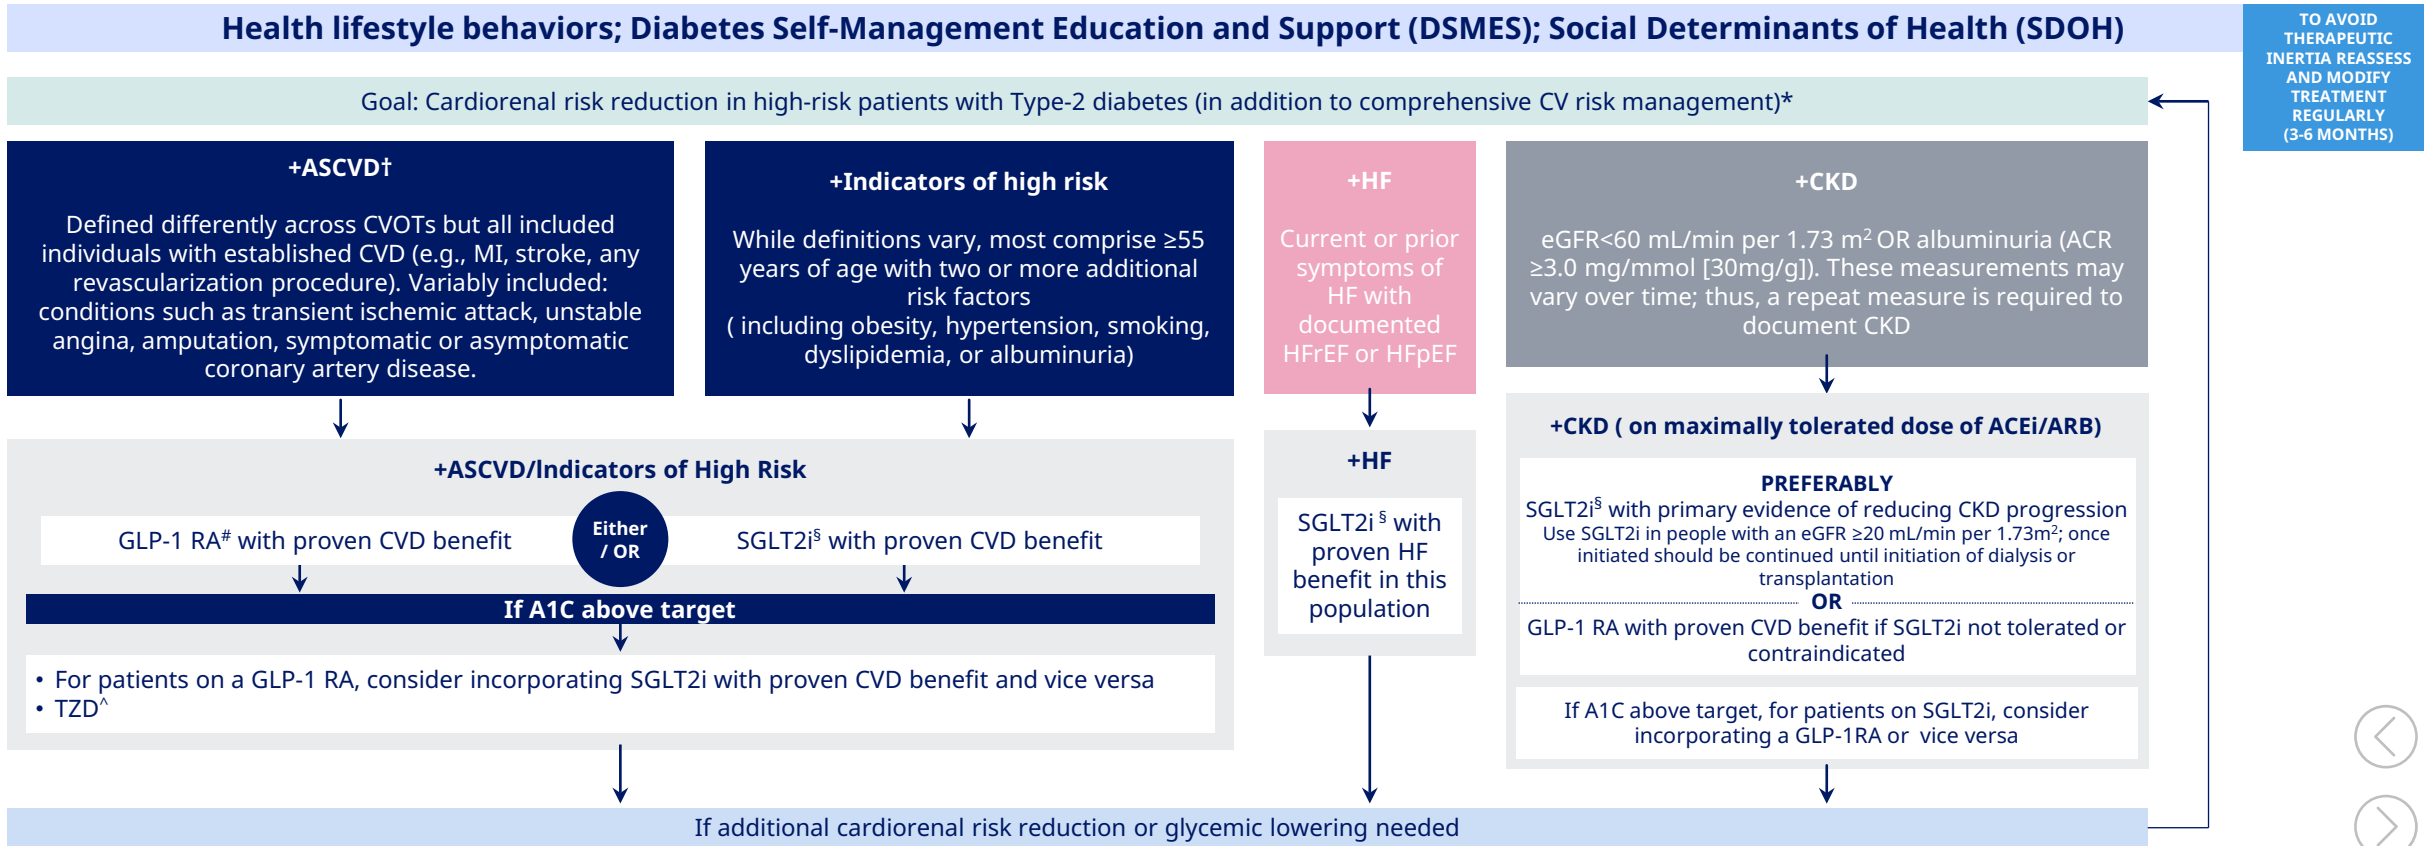 Health lifestyle behaviors; Diabetes Self-Management Education and Support (DSMES); Social Determinants of Health (SDOH)
TO AVOID
THERAPEUTIC
INERTIA REASSESS
AND MODIFY
TREATMENT
REGULARLY
(3-6 MONTHS)
Goal: Cardiorenal risk reduction in high-risk patients with Type-2 diabetes (in addition to comprehensive CV risk management)*
+ASCVD†
Defined differently across CVOTs but all included
individuals with established CVD (e.g., MI, stroke, any
revascularization procedure). Variably included:
conditions such as transient ischemic attack, unstable
angina, amputation, symptomatic or asymptomatic
coronary artery disease.
+Indicators of high risk
While definitions vary, most comprise ≥55
years of age with two or more additional
risk factors
( including obesity, hypertension, smoking,
dyslipidemia, or albuminuria)
+HF
Current or prior
symptoms of
HF with
documented
HFrEF or HFpEF
+CKD
eGFR<60 mL/min per 1.73 m² OR albuminuria (ACR
≥3.0 mg/mmol [30mg/g]). These measurements may
vary over time; thus, a repeat measure is required to
document CKD
+ASCVD/Indicators of High Risk
GLP-1 RA# with proven CVD benefit
Either
/ OR
SGLT2i§ with proven CVD benefit
If A1C above target
• For patients on a GLP-1 RA, consider incorporating SGLT2i with proven CVD benefit and vice versa
• TZD^
+HF
SGLT2i § with
proven HF
benefit in this
population
+CKD ( on maximally tolerated dose of ACEi/ARB)
PREFERABLY
SGLT2i§ with primary evidence of reducing CKD progression
Use SGLT2i in people with an eGFR ≥20 mL/min per 1.73m²; once
initiated should be continued until initiation of dialysis or
transplantation
OR
GLP-1 RA with proven CVD benefit if SGLT2i not tolerated or
contraindicated
If A1C above target, for patients on SGLT2i, consider
incorporating a GLP-1RA or vice versa
If additional cardiorenal risk reduction or glycemic lowering needed